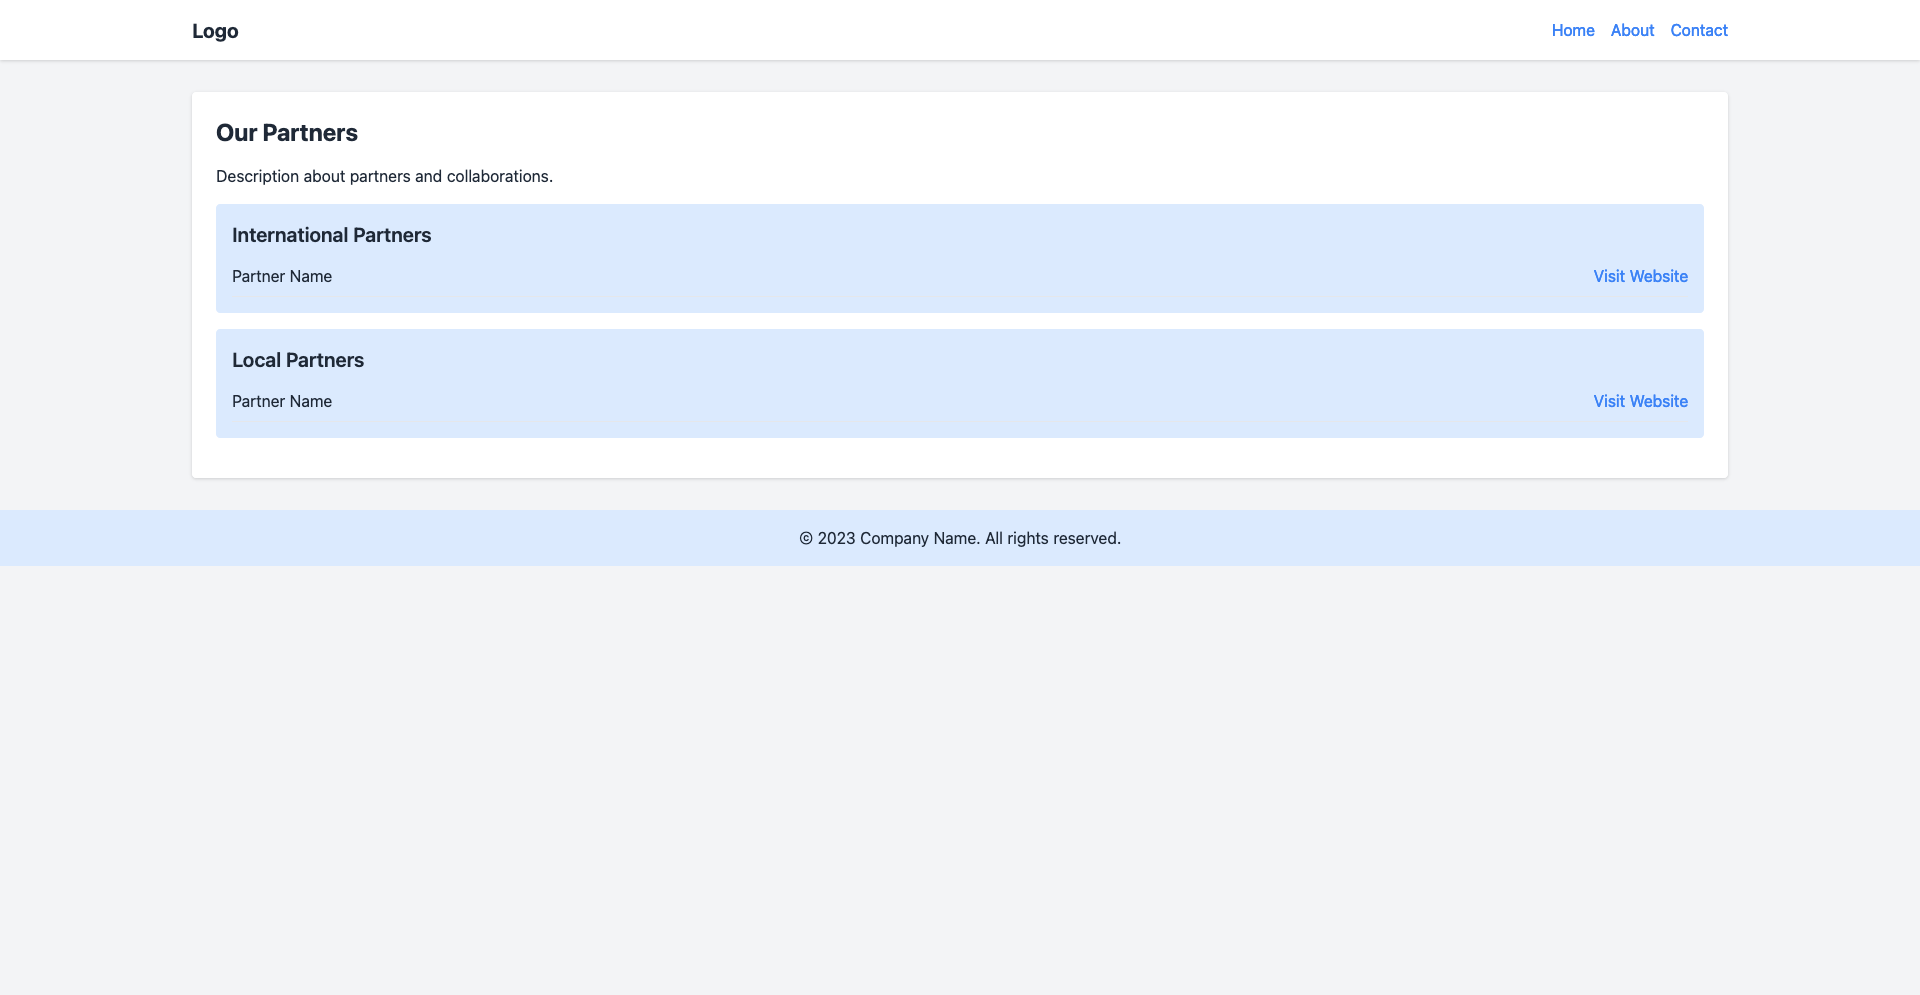 Logo
Home About Contact
Our Partners
Description about partners and collaborations.
International Partners
Partner Name Visit Website
Local Partners
Partner Name Visit Website
© 2023 Company Name. All rights reserved.